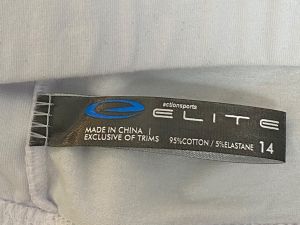 actionsports
ELITE
MADE IN CHINA |
EXCLUSIVE OF TRIMS
95%COTTON / 5%ELASTANE 14